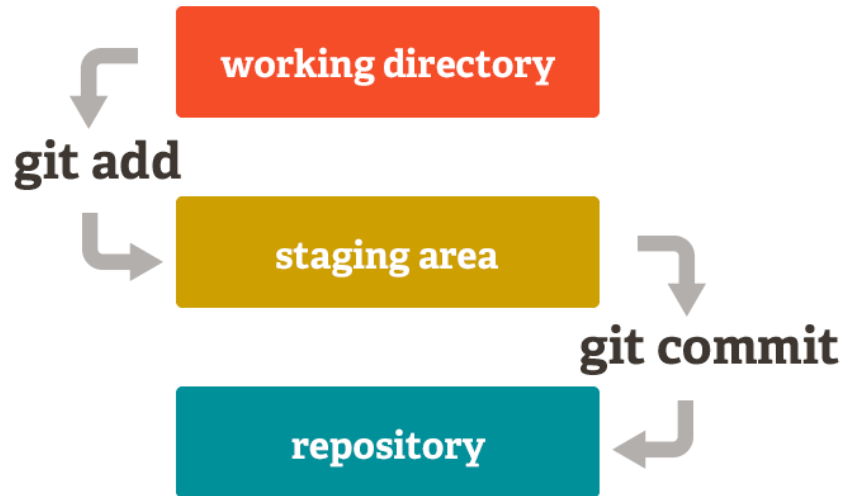 working directory
git add
staging area
git commit
repository